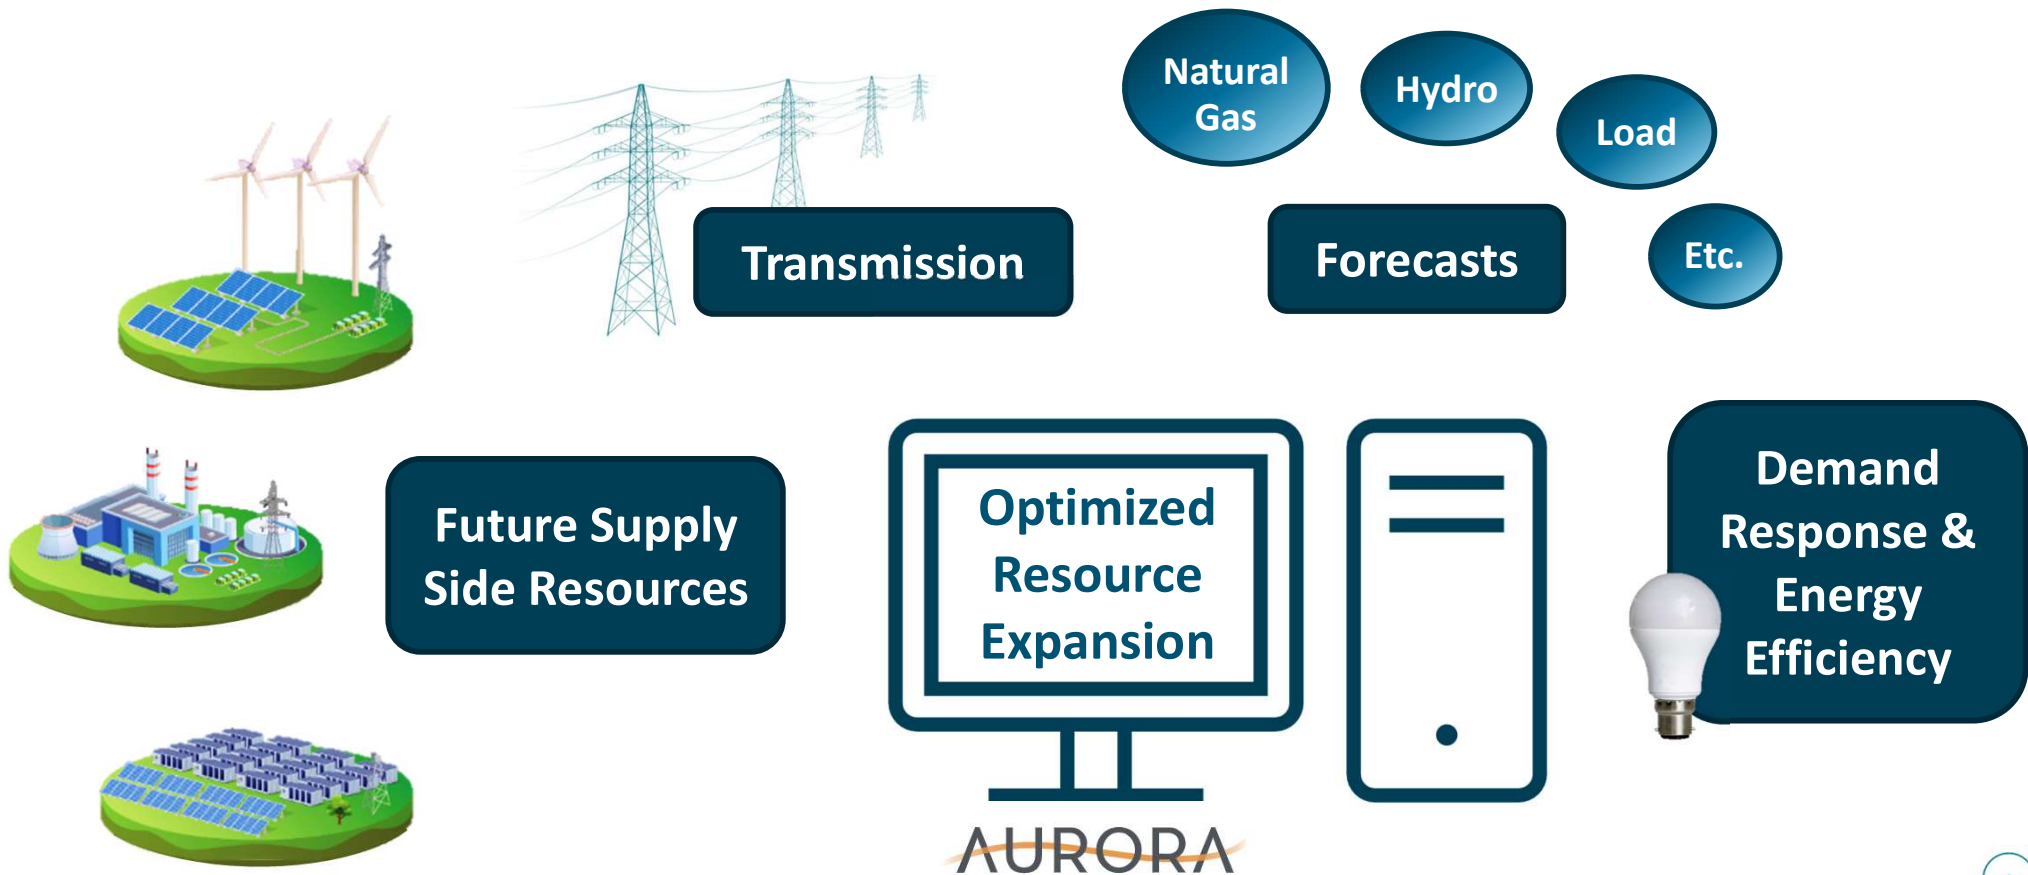 Natural
Gas
Hydro
Load
Etc.
Transmission
Forecasts
Future Supply
Side Resources
Optimized
Resource
Expansion
Demand
Response &
Energy
Efficiency
AURORA